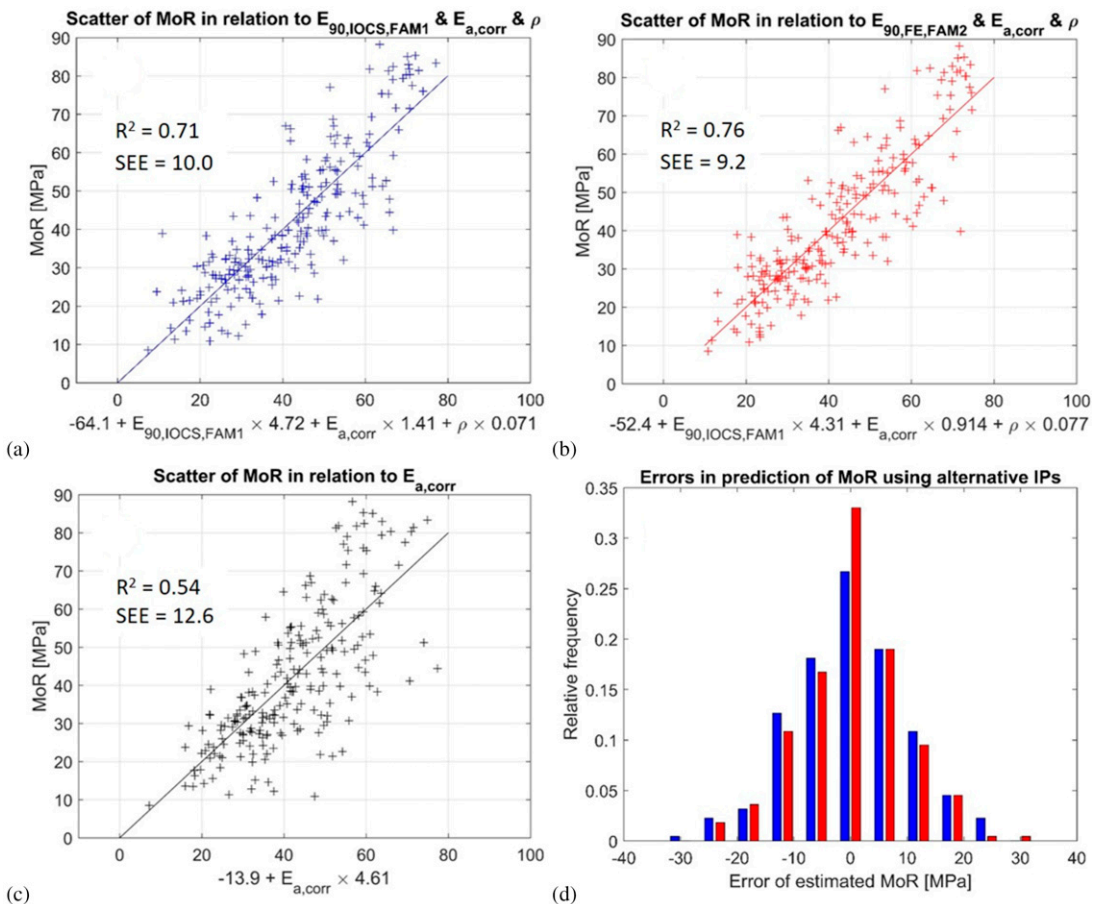 Scatter of MoR in relation to E90,IOCS,FAM1 & Ea,corr & ρ
90
80
70
60
50
40
30
20
10
0
MoR [MPa]
R² = 0.71
SEE = 10.0
0 20 40 60 80 100
-64.1 + E90,IOCS,FAM1 × 4.72 + Ea,corr × 1.41 + ρ × 0.071
(a)
Scatter of MoR in relation to E90,FE,FAM2 & Ea,corr & ρ
90
80
70
60
50
40
30
20
10
0
MoR [MPa]
R² = 0.76
SEE = 9.2
0 20 40 60 80 100
-52.4 + E90,IOCS,FAM1 × 4.31 + Ea,corr × 0.914 + ρ × 0.077
(b)
Scatter of MoR in relation to Ea,corr
90
80
70
60
50
40
30
20
10
0
MoR [MPa]
R² = 0.54
SEE = 12.6
0 20 40 60 80 100
-13.9 + Ea,corr × 4.61
(c)
Errors in prediction of MoR using alternative IPs
0.35
0.3
0.25
0.2
0.15
0.1
0.05
0
Relative frequency
-40 -30 -20 -10 0 10 20 30 40
Error of estimated MoR [MPa]
(d)